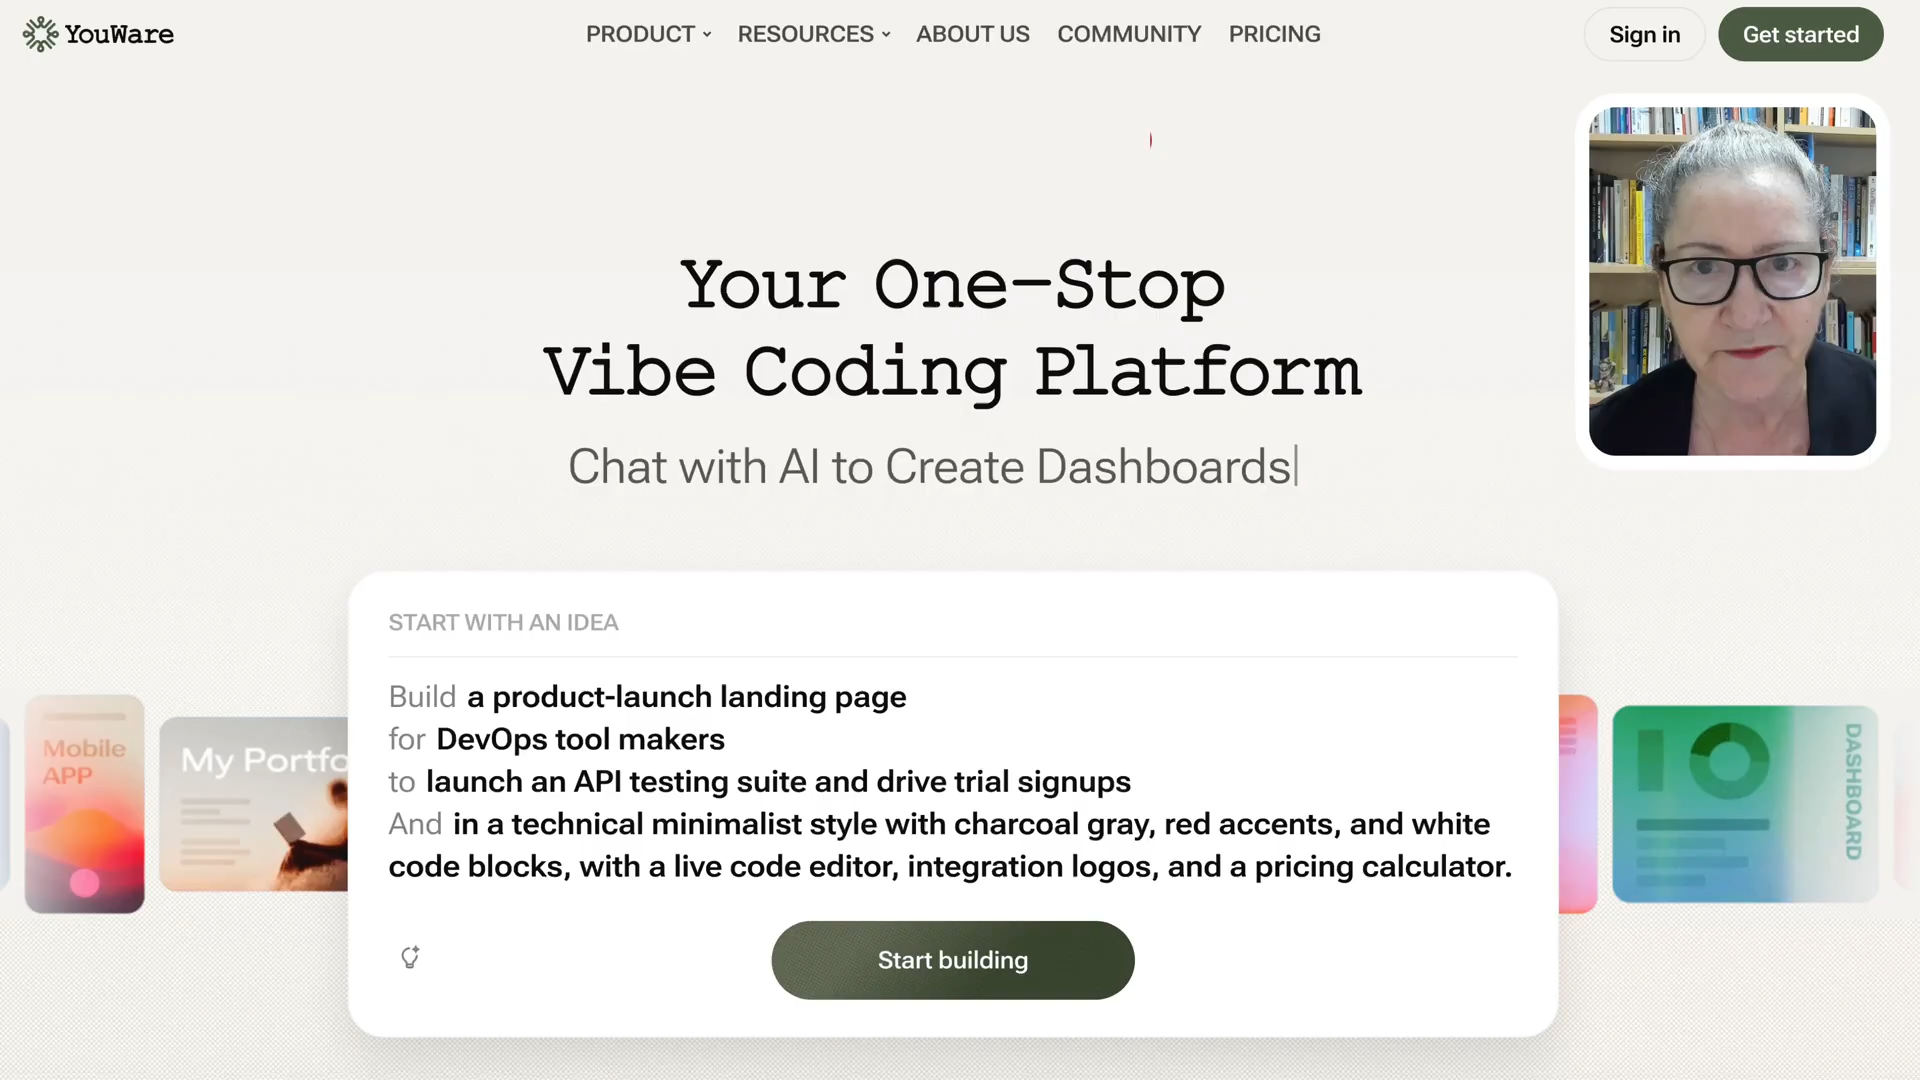 YouWare
PRODUCT
RESOURCES
ABOUT US
COMMUNITY
PRICING
Sign in
Get started
Your One-Stop
Vibe Coding Platform
Chat with AI to Create Dashboards
START WITH AN IDEA
Build a product-launch landing page
for DevOps tool makers
to launch an API testing suite and drive trial signups
And in a technical minimalist style with charcoal gray, red accents, and white
code blocks, with a live code editor, integration logos, and a pricing calculator.
Start building
Mobile
APP
My Portfo
DASHBOARD